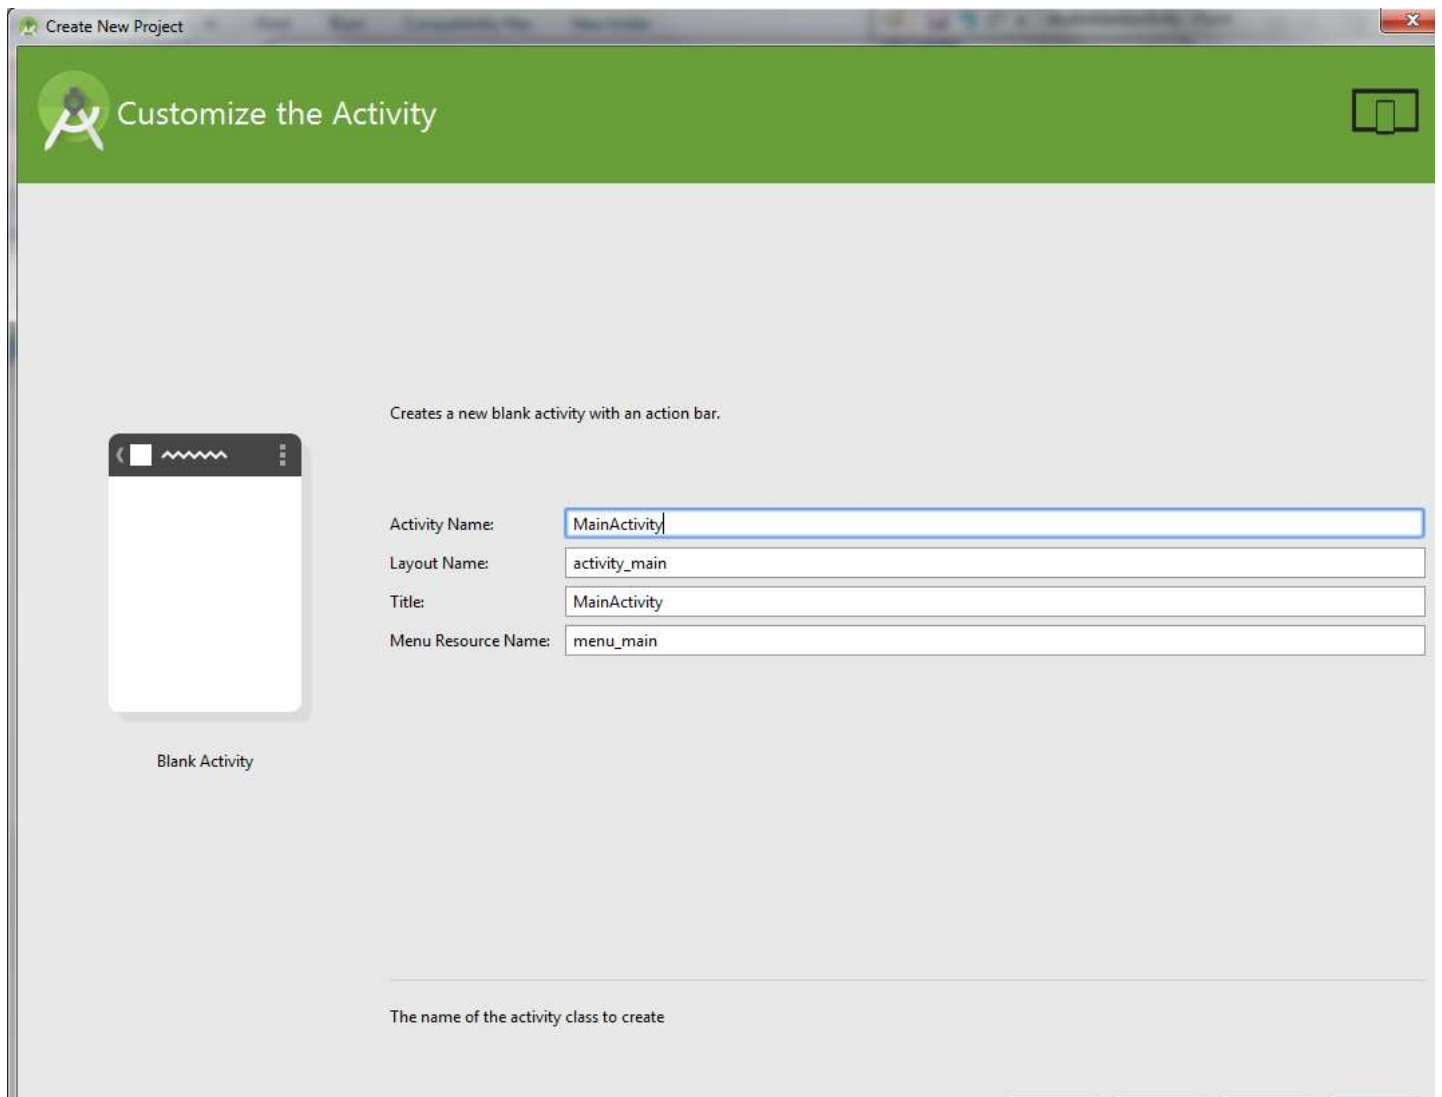 Create New Project
Customize the Activity
Creates a new blank activity with an action bar.
Activity Name: MainActivity
Layout Name: activity_main
Title: MainActivity
Menu Resource Name: menu_main
Blank Activity
The name of the activity class to create